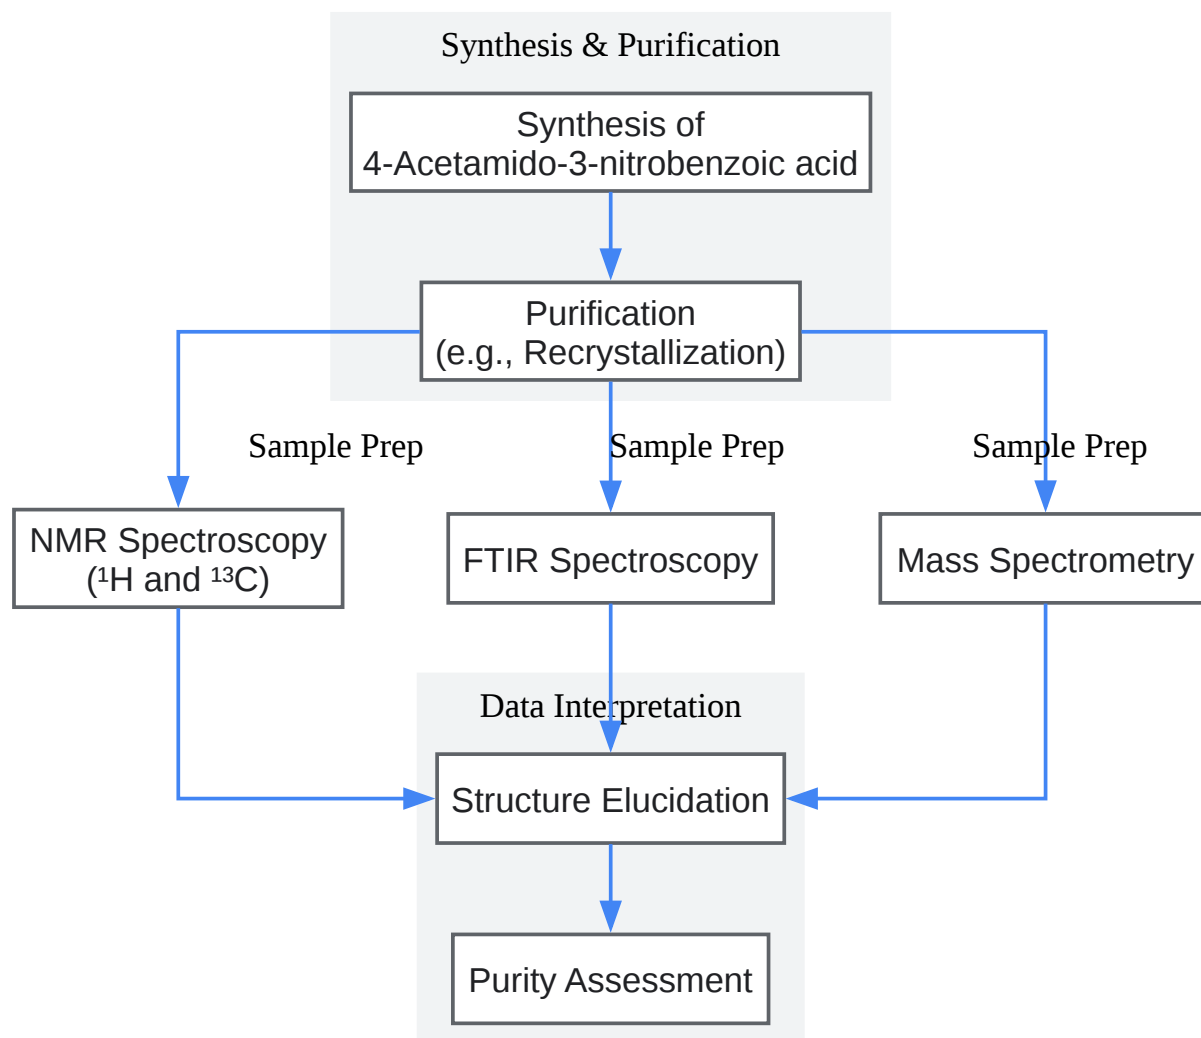 Synthesis & Purification
Synthesis of
4-Acetamido-3-nitrobenzoic acid
Purification
(e.g., Recrystallization)
Sample Prep
Sample Prep
Sample Prep
NMR Spectroscopy
(¹H and ¹³C)
FTIR Spectroscopy
Mass Spectrometry
Data Interpretation
Structure Elucidation
Purity Assessment